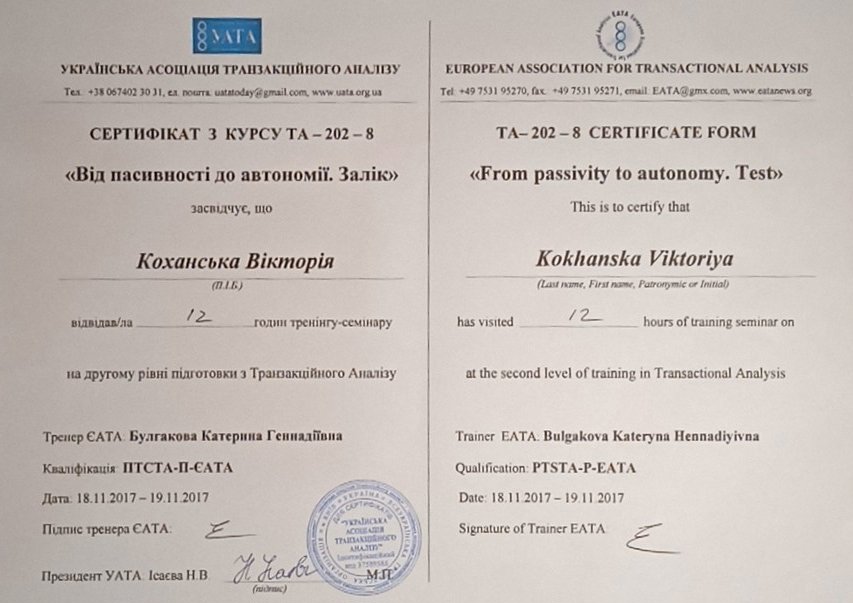 УАТА
УКРАЇНСЬКА АСОЦІАЦІЯ ТРАНЗАКЦІЙНОГО АНАЛІЗУ
Тел.: +38 067402 30 31, ел. пошта: uatatoday@gmail.com, www.uata.org.ua
СЕРТИФІКАТ З КУРСУ ТА – 202 – 8
«Від пасивності до автономії. Залік»
засвідчує, що
Коханська Вікторія
(П.І.Б.)
відвідав/ла 12 годин тренінгу-семінару
на другому рівні підготовки з Транзакційного Аналізу
Тренер ЄАТА: Булгакова Катерина Геннадіївна
Кваліфікація: ПТСТА-П-ЄАТА
Дата: 18.11.2017 – 19.11.2017
Підпис тренера ЄАТА:
Президент УАТА: Ісаєва Н.В.
(підпис)
М.П.
ДЛЯ СЕРТИФІКАТІВ
"УКРАЇНСЬКА
АСОЦІАЦІЯ
ТРАНЗАКЦІЙНОГО
АНАЛІЗУ"
Ідентифікаційний
EATA
EUROPEAN ASSOCIATION FOR TRANSACTIONAL ANALYSIS
Tel: +49 7531 95270, fax: +49 7531 95271, email: EATA@gmx.com, www.eatanews.org
TA– 202 – 8 CERTIFICATE FORM
«From passivity to autonomy. Test»
This is to certify that
Kokhanska Viktoriya
(Last name, First name, Patronymic or Initial)
has visited 12 hours of training seminar on
at the second level of training in Transactional Analysis
Trainer EATA: Bulgakova Kateryna Hennadiyivna
Qualification: PTSTA-P-EATA
Date: 18.11.2017 – 19.11.2017
Signature of Trainer EATA: